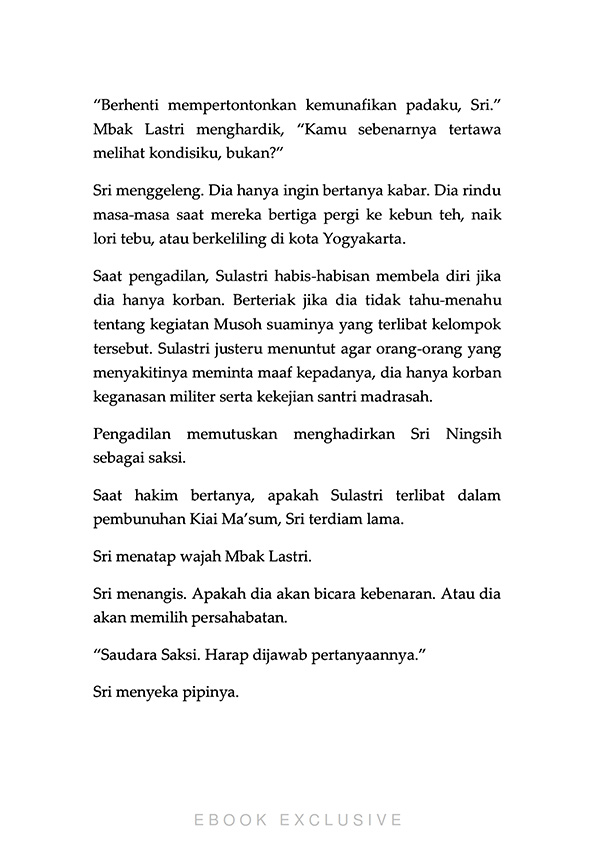 “Berhenti mempertontonkan kemunafikan padaku, Sri.”
Mbak Lastri menghardik, “Kamu sebenarnya tertawa
melihat kondisiku, bukan?”
Sri menggeleng. Dia hanya ingin bertanya kabar. Dia rindu
masa-masa saat mereka bertiga pergi ke kebun teh, naik
lori tebu, atau berkeliling di kota Yogyakarta.
Saat pengadilan, Sulastri habis-habisan membela diri jika
dia hanya korban. Berteriak jika dia tidak tahu-menahu
tentang kegiatan Musoh suaminya yang terlibat kelompok
tersebut. Sulastri justeru menuntut agar orang-orang yang
menyakitinya meminta maaf kepadanya, dia hanya korban
keganasan militer serta kekejian santri madrasah.
Pengadilan memutuskan menghadirkan Sri Ningsih
sebagai saksi.
Saat hakim bertanya, apakah Sulastri terlibat dalam
pembunuhan Kiai Ma’sum, Sri terdiam lama.
Sri menatap wajah Mbak Lastri.
Sri menangis. Apakah dia akan bicara kebenaran. Atau dia
akan memilih persahabatan.
“Saudara Saksi. Harap dijawab pertanyaannya.”
Sri menyeka pipinya.
EBOOK EXCLUSIVE